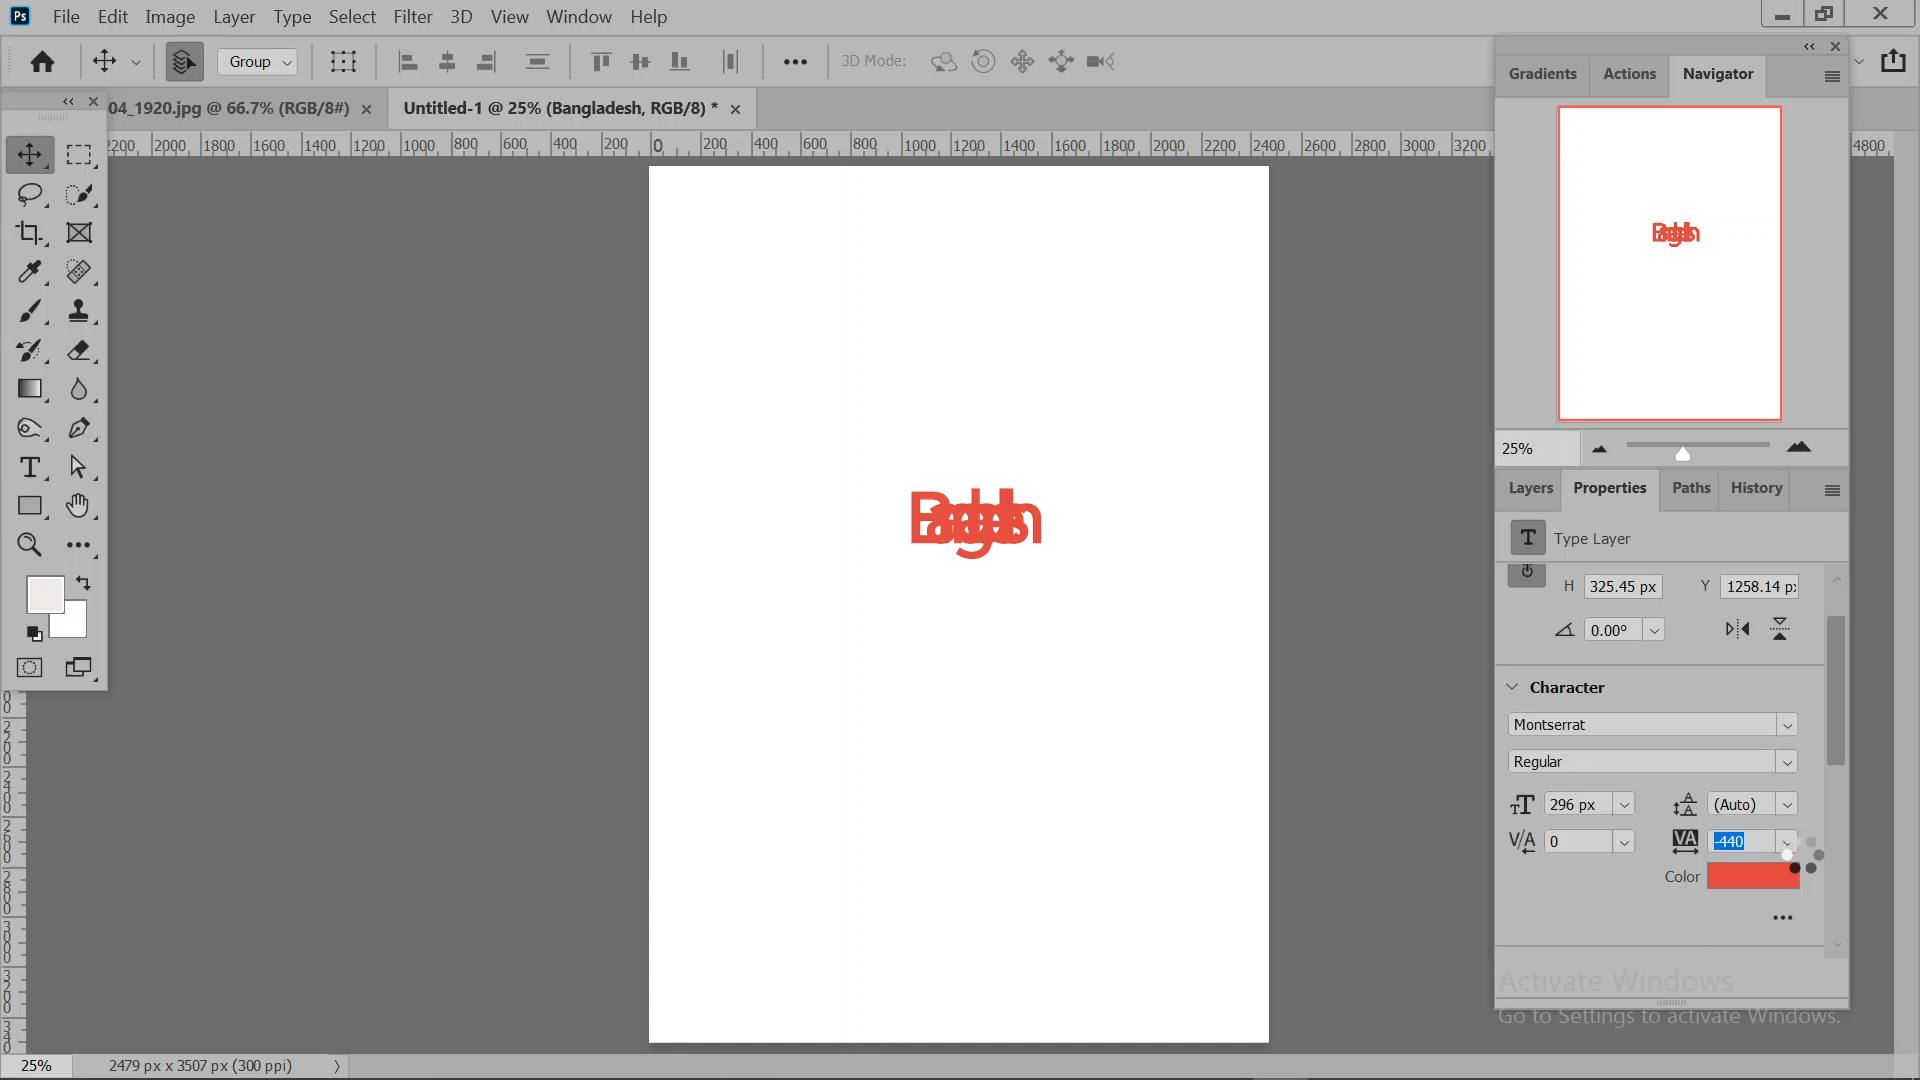 Ps File Edit Image Layer Type Select Filter 3D View Window Help
Group 3D Mode:
04_1920.jpg @ 66.7% (RGB/8#) × Untitled-1 @ 25% (Bangladesh, RGB/8) * ×
2200 2000 1800 1600 1400 1200 1000 800 600 400 200 0 200 400 600 800 1000 1200 1400 1600 1800 2000 2200 2400 2600 2800 3000 3200 4800
Gradients Actions Navigator
Bangladesh
25%
Layers Properties Paths History
T Type Layer
H 325.45 px Y 1258.14 px
0.00°
Character
Montserrat
Regular
296 px (Auto)
0 -440
Color
Bangladesh
Activate Windows
Go to Settings to activate Windows.
25% 2479 px x 3507 px (300 ppi)